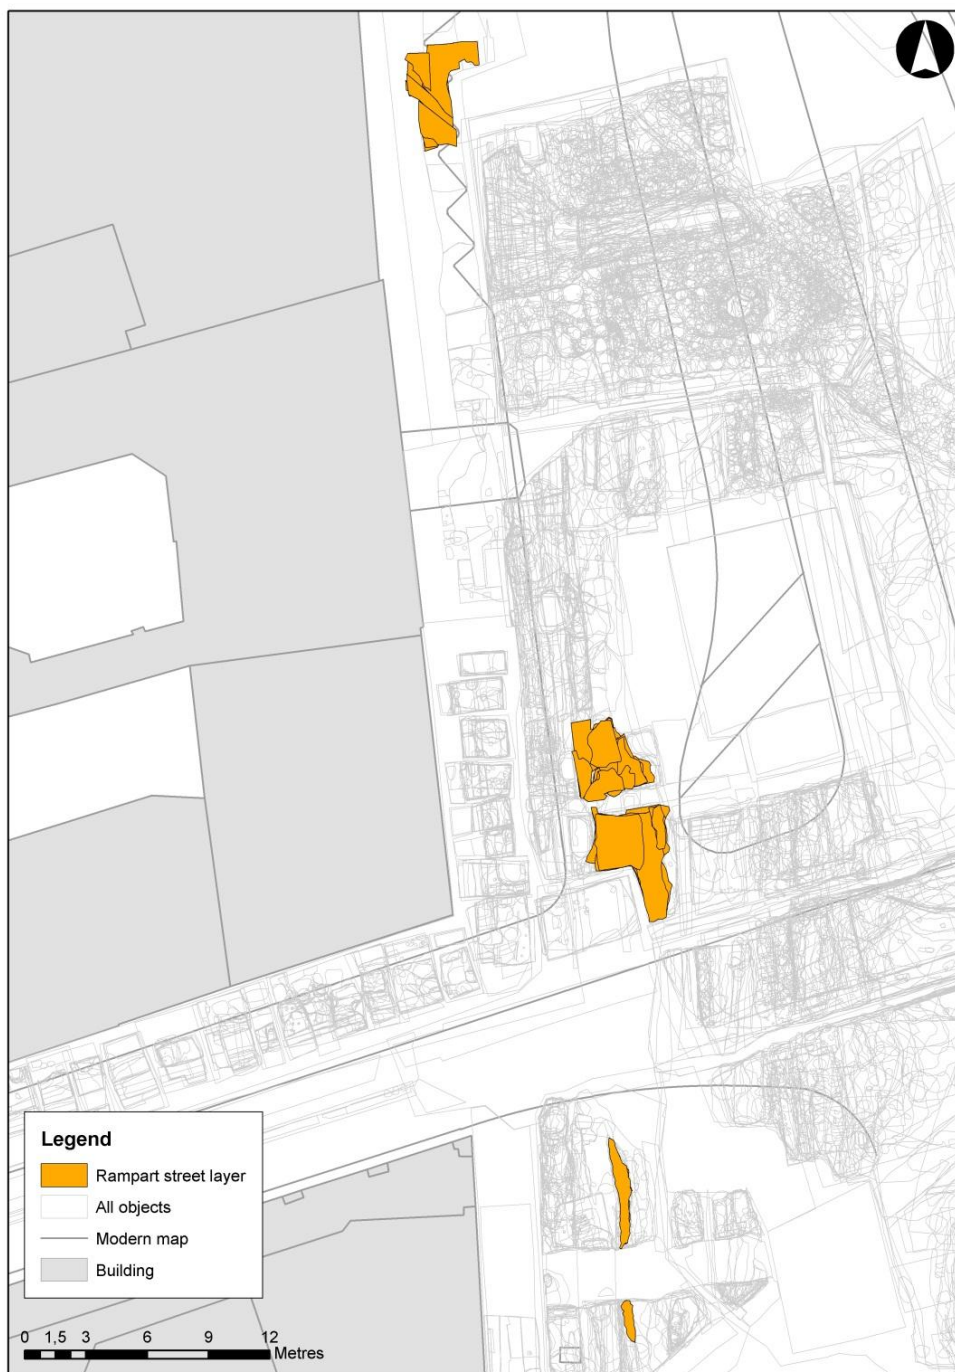 Legend
Rampart street layer
All objects
Modern map
Building
0 1,5 3 6 9 12
Metres